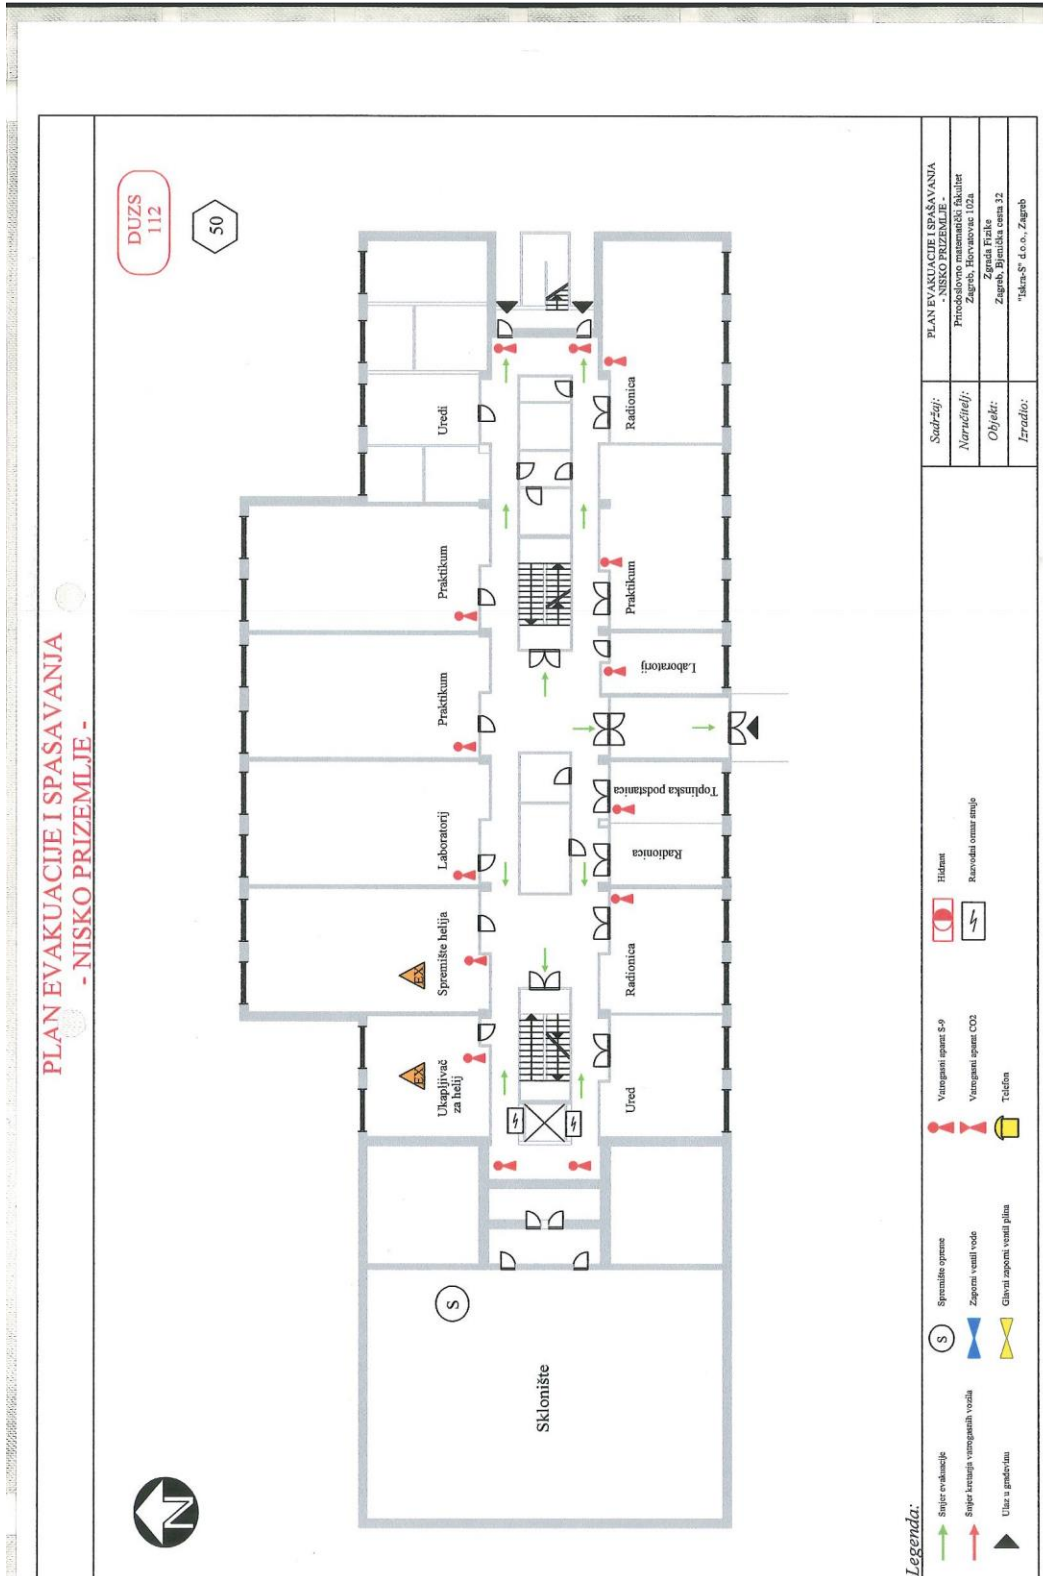 PLAN EVAKUACIJE I SPAŠAVANJA
- NISKO PRIZEMLJE -
DUZS
112
50
N
Sklonište
S
Ukapljivač
za helij
EX
Spremište helija
EX
Laboratorij
Praktikum
Praktikum
Uredi
Ured
Radionica
Radionica
Toplinska podstanica
Laboratorij
Praktikum
Radionica
Legenda:
Smjer evakuacije
Smjer kretanja vatrogasnih vozila
Ulaz u građevinu
S
Spremište opreme
Zaporni ventil vode
Glavni zaporni ventil plina
Vatrogasni aparat S-9
Vatrogasni aparat CO2
Telefon
Hidrant
Razvodni ormar struje
Sadržaj:
PLAN EVAKUACIJE I SPAŠAVANJA
- NISKO PRIZEMLJE -
Naručitelj:
Prirodoslovno matematički fakultet
Zagreb, Horvatovac 102a
Objekt:
Zgrada Fizike
Zagreb, Bijenička cesta 32
Izradio:
"Iskra-S" d.o.o., Zagreb